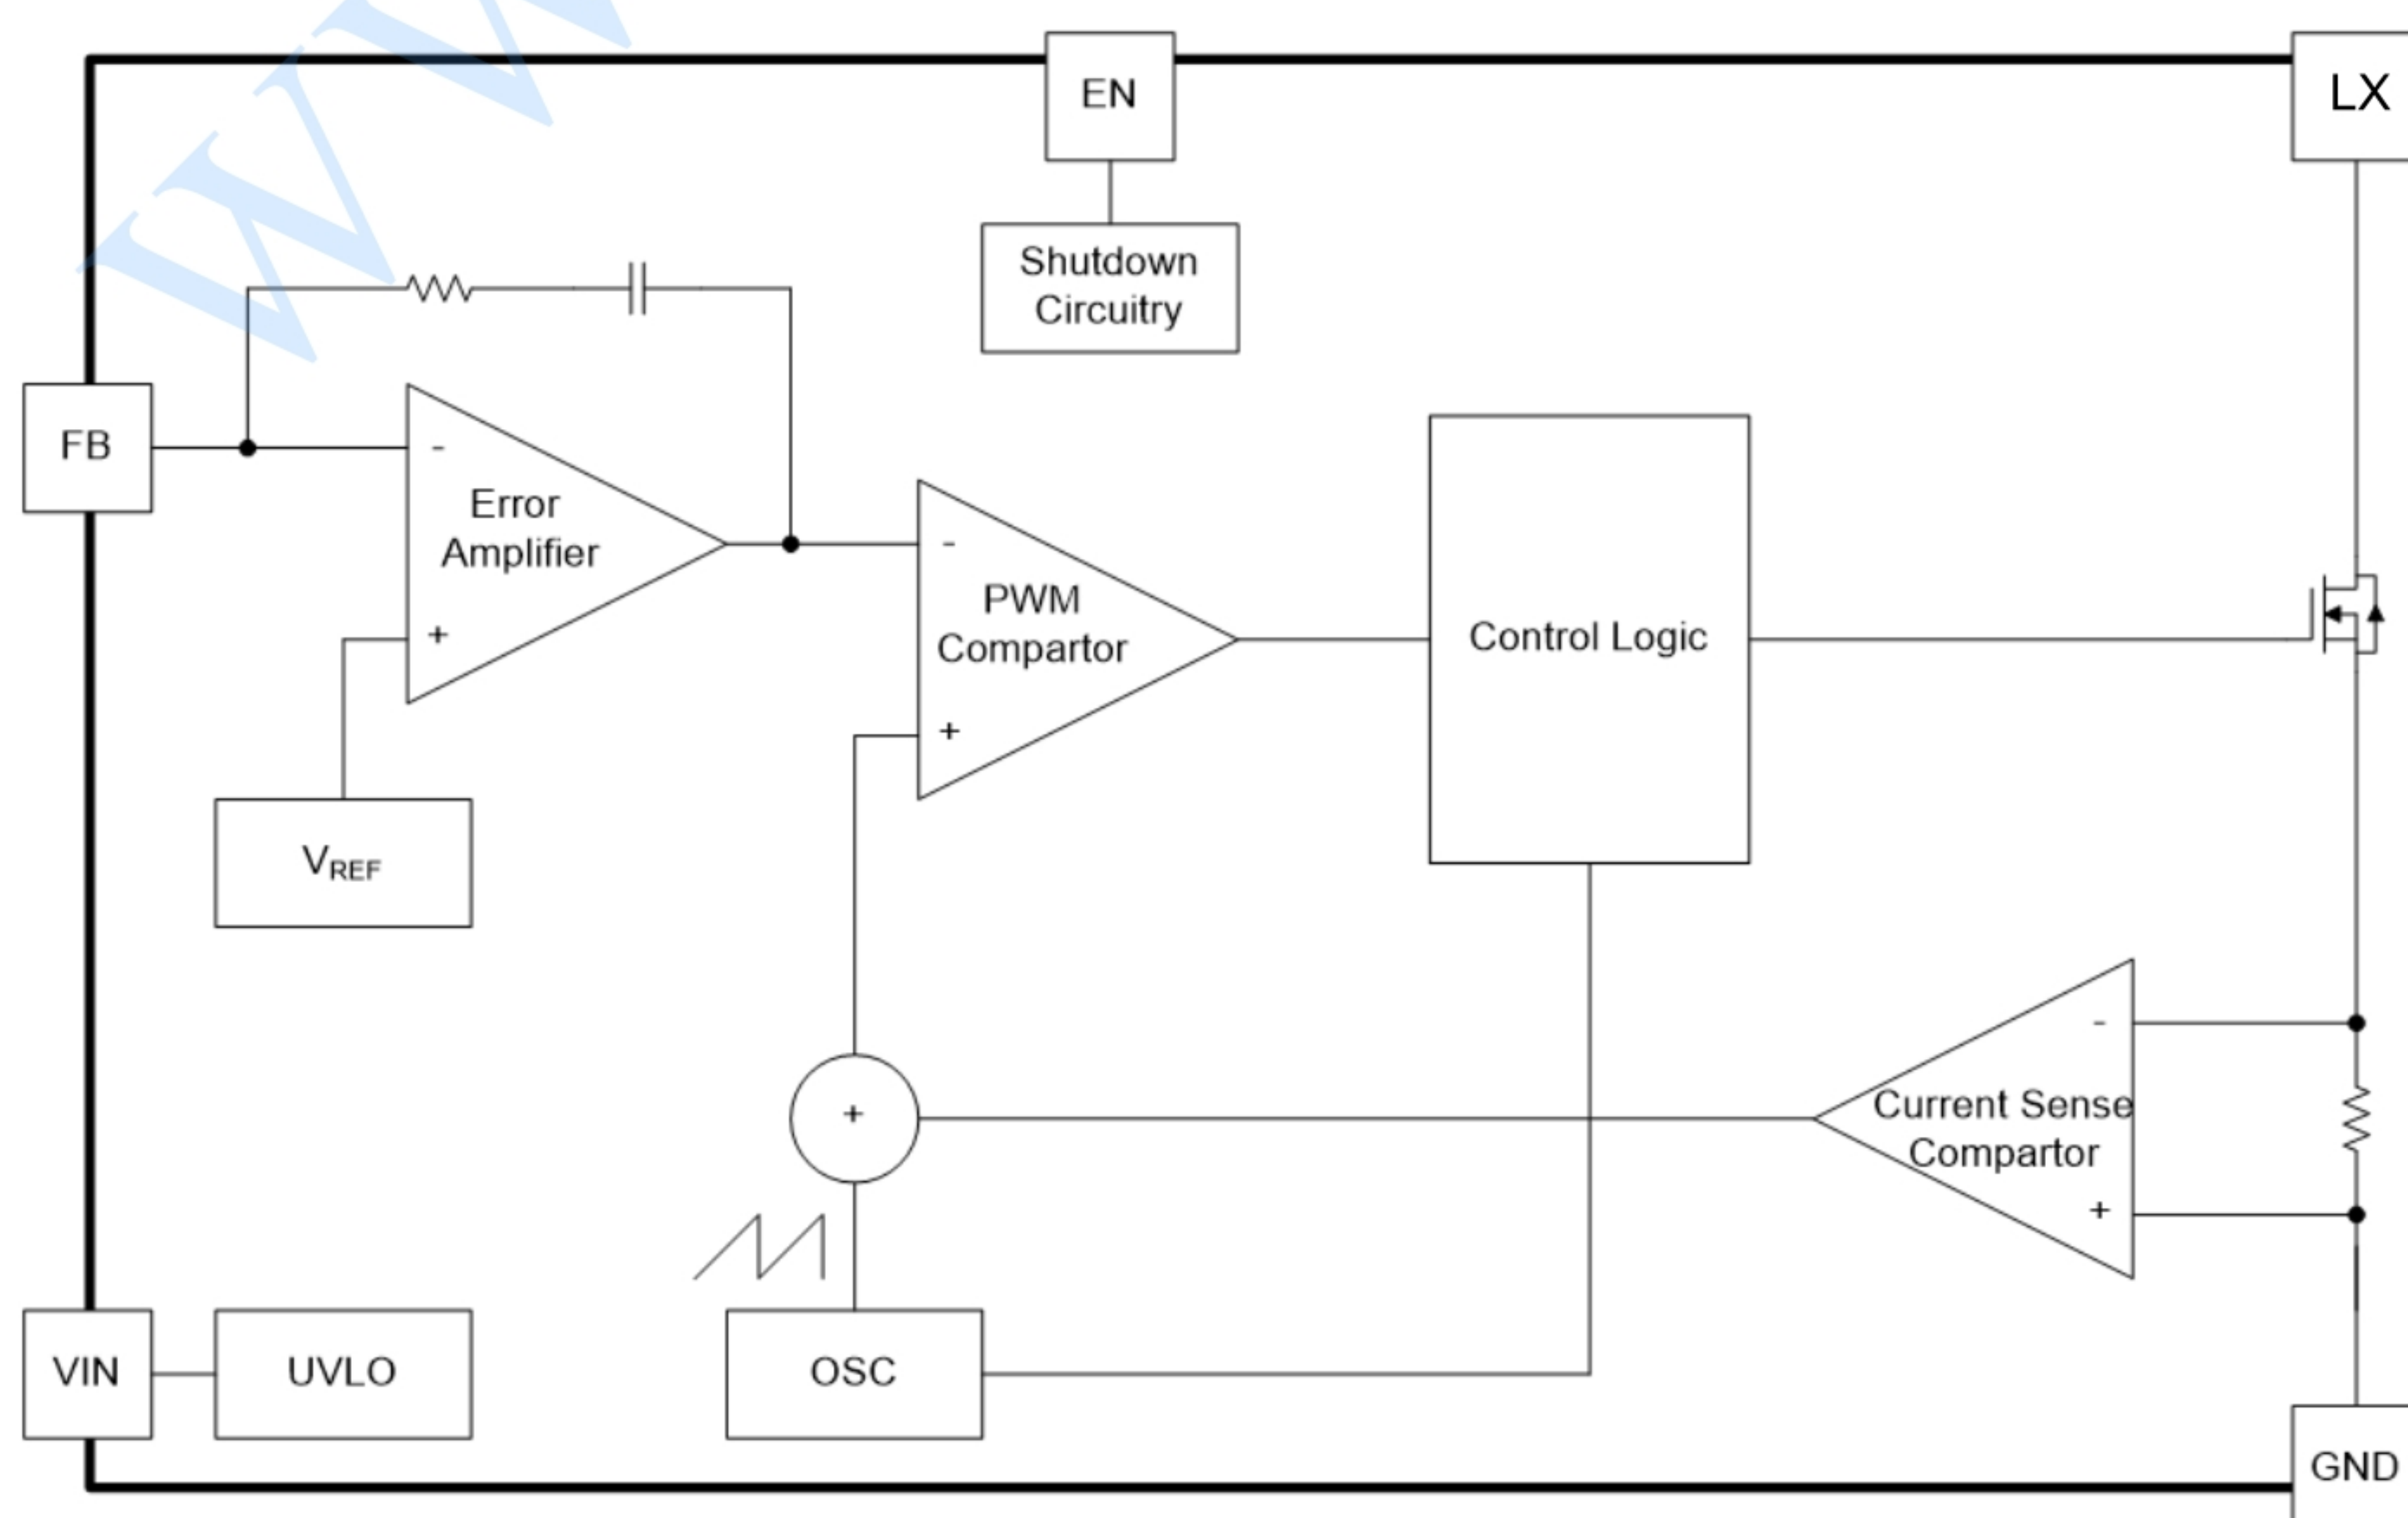 WW
EN
LX
Shutdown
Circuitry
FB
-
Error
Amplifier
+
-
PWM
Compartor
+
Control Logic
VREF
-
Current Sense
Compartor
+
+
VIN
UVLO
OSC
GND